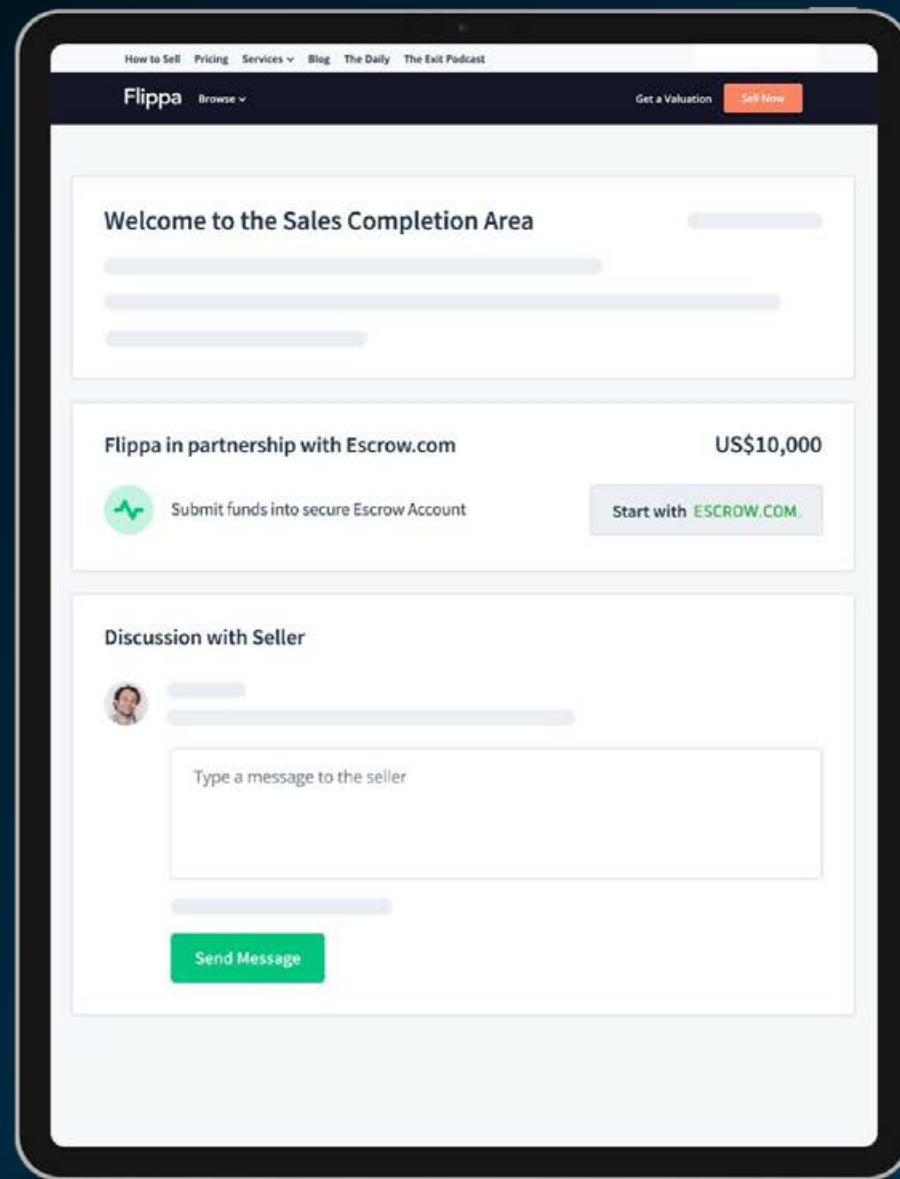 How to Sell Pricing Services Blog The Daily The Exit Podcast
Flippa Browse Get a Valuation Sell Now
Welcome to the Sales Completion Area
Flippa in partnership with Escrow.com US$10,000
Submit funds into secure Escrow Account Start with ESCROW.COM
Discussion with Seller
Type a message to the seller
Send Message